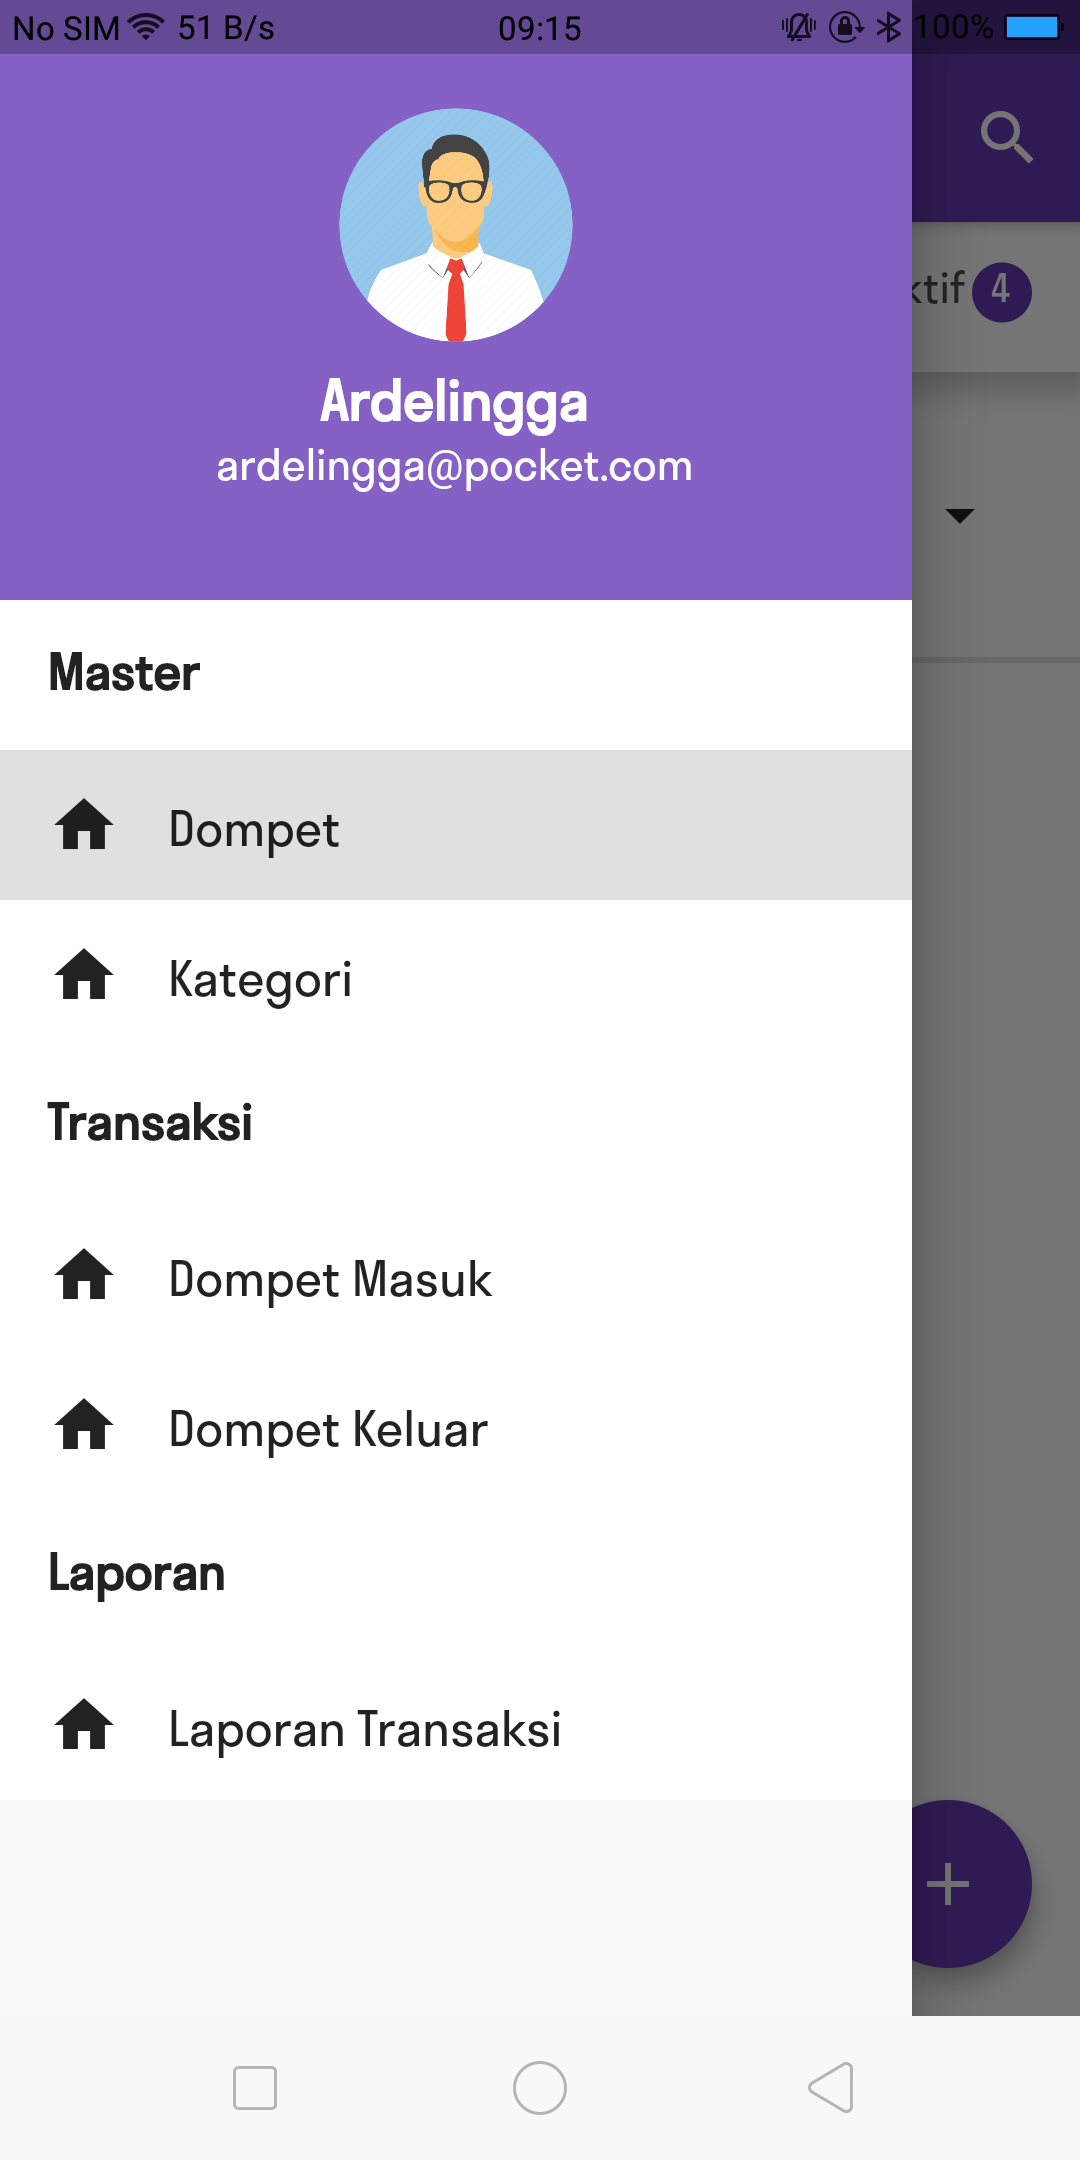 No SIM 51 B/s 09:15 100%
Ardelingga
ardelingga@pocket.com
ktif 4
Master
Dompet
Kategori
Transaksi
Dompet Masuk
Dompet Keluar
Laporan
Laporan Transaksi